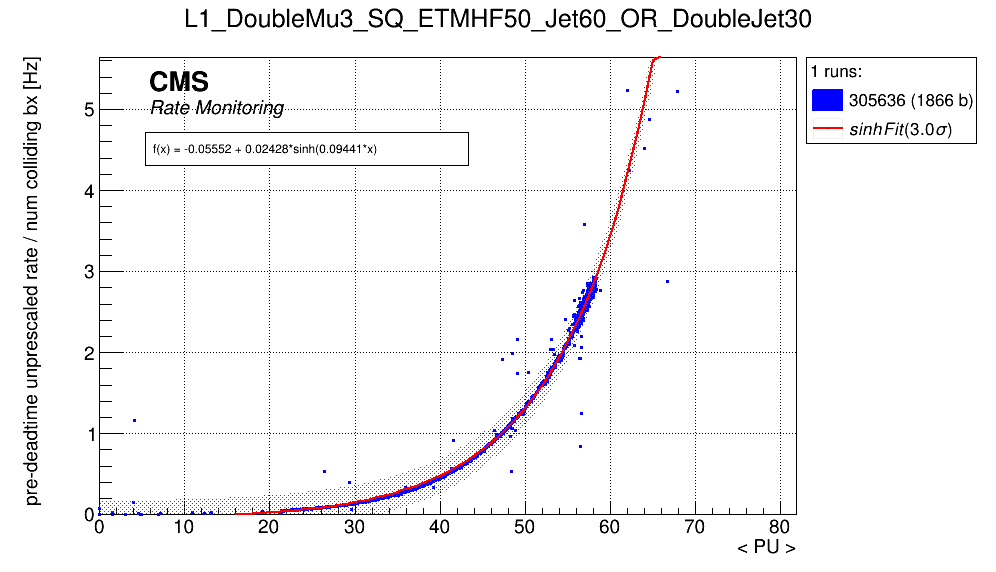 L1_DoubleMu3_SQ_ETMHF50_Jet60_OR_DoubleJet30
pre-deadtime unprescaled rate / num colliding bx [Hz]
CMS
Rate Monitoring
f(x) = -0.05552 + 0.02428*sinh(0.09441*x)
1 runs:
305636 (1866 b)
sinhFit(3.0σ)
5
4
3
2
1
0
0 10 20 30 40 50 60 70 80
< PU >